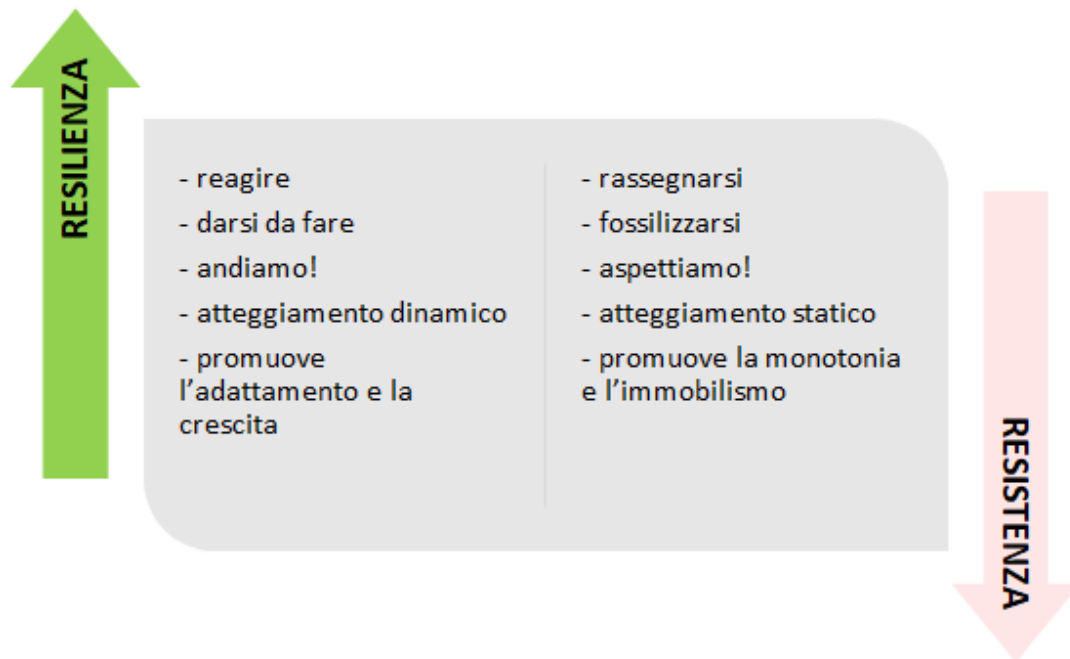 RESILIENZA
- reagire
- darsi da fare
- andiamo!
- atteggiamento dinamico
- promuove
l'adattamento e la
crescita
- rassegnarsi
- fossilizzarsi
- aspettiamo!
- atteggiamento statico
- promuove la monotonia
e l'immobilismo
RESISTENZA